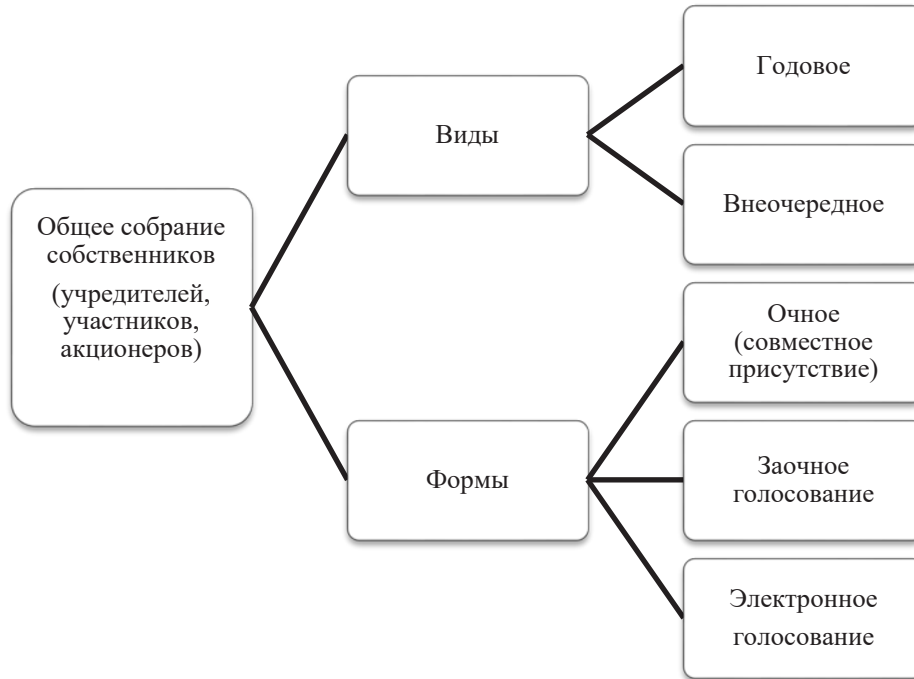 Общее собрание
собственников
(учредителей,
участников,
акционеров)
Виды
Годовое
Внеочередное
Формы
Очное
(совместное
присутствие)
Заочное
голосование
Электронное
голосование